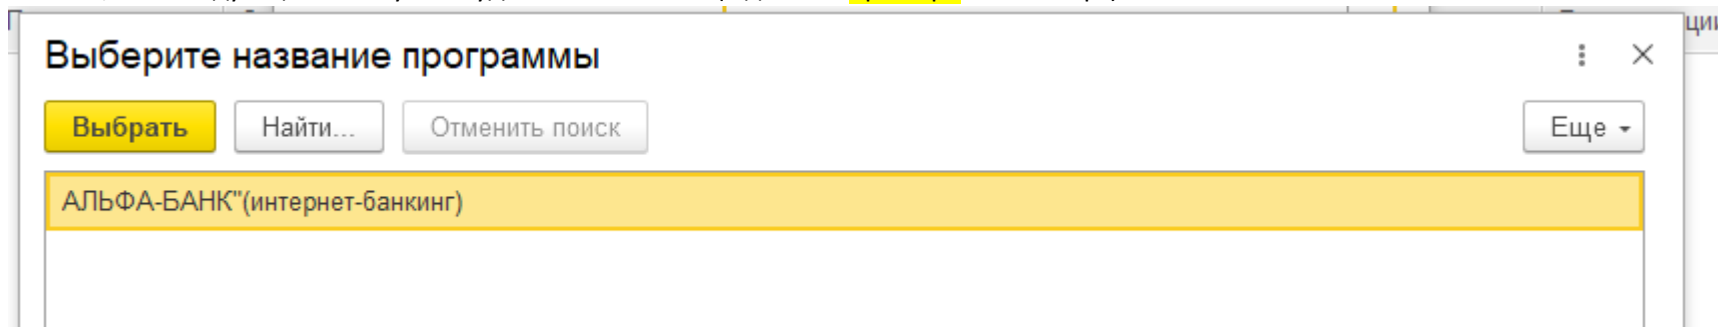 Выберите название программы
Выбрать
Найти...
Отменить поиск
Еще
АЛЬФА-БАНК"(интернет-банкинг)